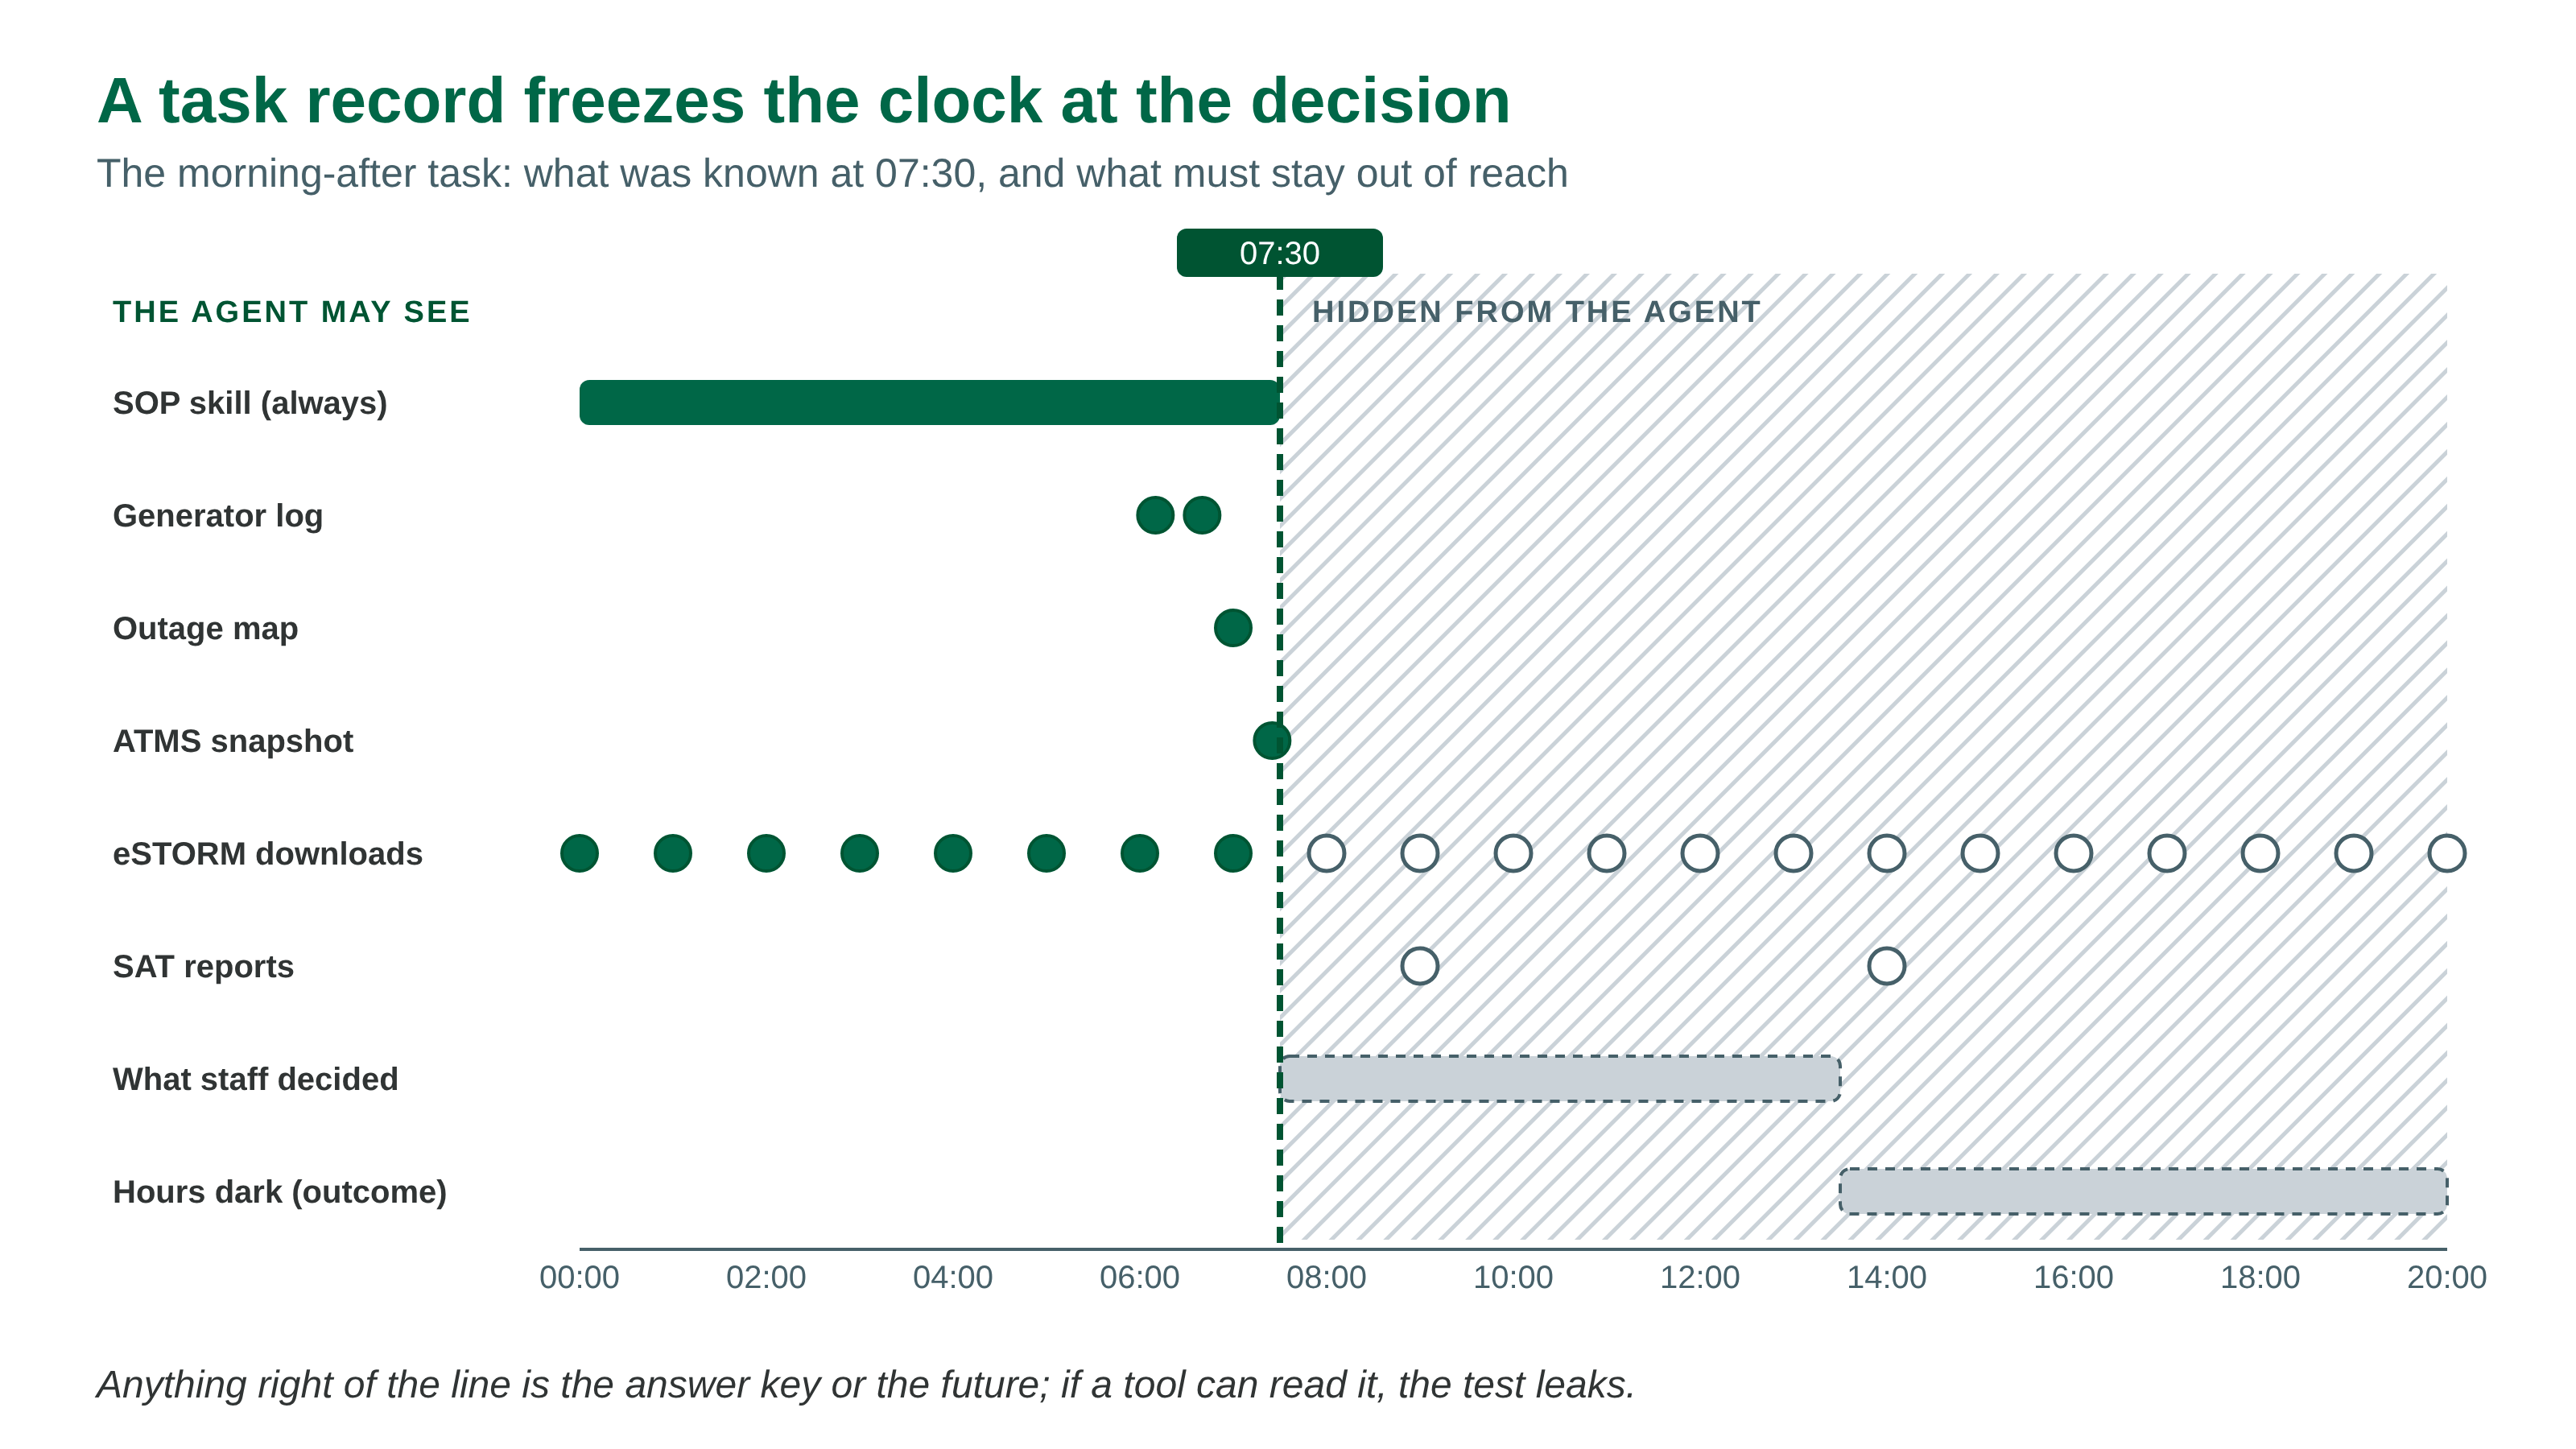 A task record freezes the clock at the decision
The morning-after task: what was known at 07:30, and what must stay out of reach
07:30
THE AGENT MAY SEE
HIDDEN FROM THE AGENT
SOP skill (always)
Generator log
Outage map
ATMS snapshot
eSTORM downloads
SAT reports
What staff decided
Hours dark (outcome)
00:00 02:00 04:00 06:00 08:00 10:00 12:00 14:00 16:00 18:00 20:00
Anything right of the line is the answer key or the future; if a tool can read it, the test leaks.